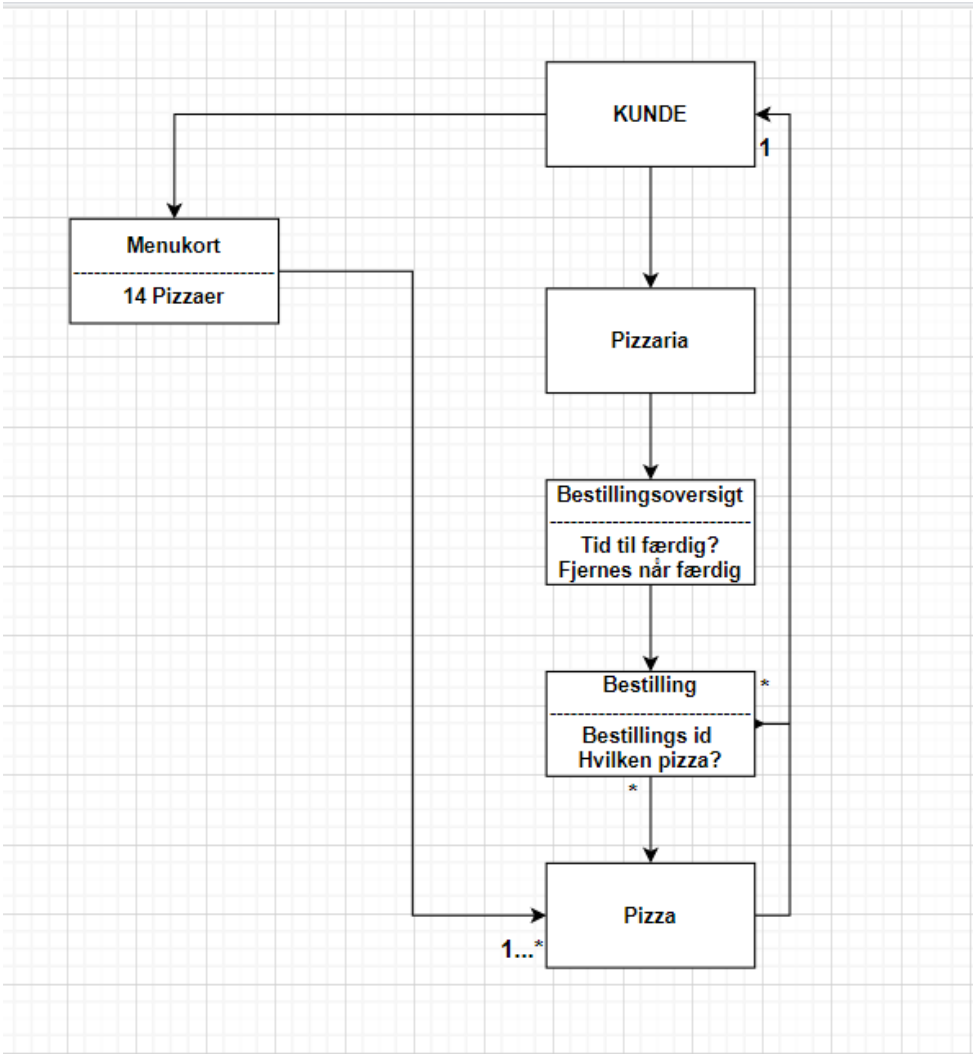 KUNDE
1
Menukort
--------------------------
14 Pizzaer
Pizzaria
Bestillingsoversigt
--------------------------
Tid til færdig?
Fjernes når færdig
Bestilling
*
--------------------------
Bestillings id
Hvilken pizza?
*
Pizza
1...*